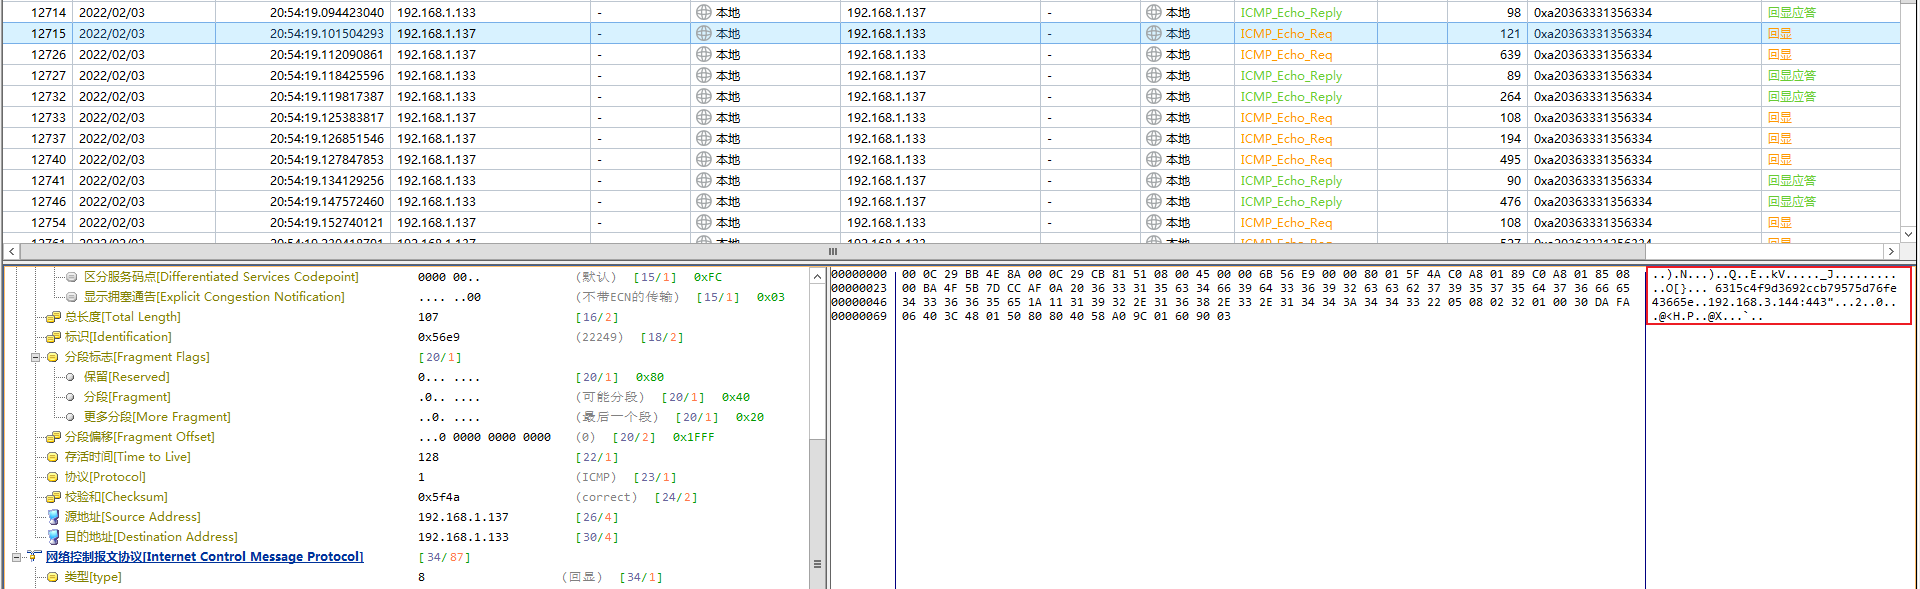 12714 2022/02/03 20:54:19.094423040 192.168.1.133 - 本地 192.168.1.137 - 本地 ICMP_Echo_Reply 98 0xa20363331356334 回显应答
12715 2022/02/03 20:54:19.101504293 192.168.1.137 - 本地 192.168.1.133 - 本地 ICMP_Echo_Req 121 0xa20363331356334 回显
12726 2022/02/03 20:54:19.112090861 192.168.1.137 - 本地 192.168.1.133 - 本地 ICMP_Echo_Req 639 0xa20363331356334 回显
12727 2022/02/03 20:54:19.118425596 192.168.1.133 - 本地 192.168.1.137 - 本地 ICMP_Echo_Reply 89 0xa20363331356334 回显应答
12732 2022/02/03 20:54:19.119817387 192.168.1.133 - 本地 192.168.1.137 - 本地 ICMP_Echo_Reply 264 0xa20363331356334 回显应答
12733 2022/02/03 20:54:19.125383817 192.168.1.137 - 本地 192.168.1.133 - 本地 ICMP_Echo_Req 108 0xa20363331356334 回显
12737 2022/02/03 20:54:19.126851546 192.168.1.137 - 本地 192.168.1.133 - 本地 ICMP_Echo_Req 194 0xa20363331356334 回显
12740 2022/02/03 20:54:19.127847853 192.168.1.137 - 本地 192.168.1.133 - 本地 ICMP_Echo_Req 495 0xa20363331356334 回显
12741 2022/02/03 20:54:19.134129256 192.168.1.133 - 本地 192.168.1.137 - 本地 ICMP_Echo_Reply 90 0xa20363331356334 回显应答
12746 2022/02/03 20:54:19.147572460 192.168.1.133 - 本地 192.168.1.137 - 本地 ICMP_Echo_Reply 476 0xa20363331356334 回显应答
12754 2022/02/03 20:54:19.152740121 192.168.1.137 - 本地 192.168.1.133 - 本地 ICMP_Echo_Req 108 0xa20363331356334 回显
区分服务码点[Differentiated Services Codepoint] 0000 00.. (默认) [15/1] 0xFC
显示拥塞通告[Explicit Congestion Notification] .... ..00 (不带ECN的传输) [15/1] 0x03
总长度[Total Length] 107 [16/2]
标识[Identification] 0x56e9 (22249) [18/2]
分段标志[Fragment Flags] [20/1]
保留[Reserved] 0... .... [20/1] 0x80
分段[Fragment] .0.. .... (可能分段) [20/1] 0x40
更多分段[More Fragment] ..0. .... (最后一个段) [20/1] 0x20
分段偏移[Fragment Offset] ...0 0000 0000 0000 (0) [20/2] 0x1FFF
存活时间[Time to Live] 128 [22/1]
协议[Protocol] 1 (ICMP) [23/1]
校验和[Checksum] 0x5f4a (correct) [24/2]
源地址[Source Address] 192.168.1.137 [26/4]
目的地址[Destination Address] 192.168.1.133 [30/4]
网络控制报文协议[Internet Control Message Protocol] [34/87]
类型[type] 8 (回显) [34/1]
00000000 00 0C 29 BB 4E 8A 00 0C 29 CB 81 51 08 00 45 00 00 6B 56 E9 00 00 80 01 5F 4A C0 A8 01 89 C0 A8 01 85 08 ..).N...)..Q..E..kV....._J.........
00000023 00 BA 4F 5B 7D CC AF 0A 20 36 33 31 35 63 34 66 39 64 33 36 39 32 63 63 62 37 39 35 37 35 64 37 36 66 65 ..O[}... 6315c4f9d3692ccb79575d76fe
00000046 34 33 36 36 35 65 1A 11 31 39 32 2E 31 36 38 2E 33 2E 31 34 34 3A 34 34 33 22 05 08 02 32 01 00 30 DA FA 43665e..192.168.3.144:443"...2..0..
00000069 06 40 3C 48 01 50 80 80 40 58 A0 9C 01 60 90 03 .@<H.P..@X...`..